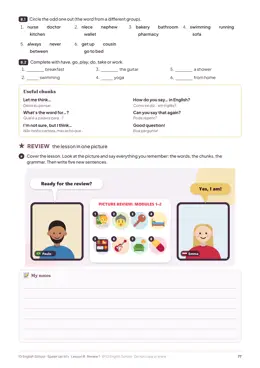 8.1 Circle the odd one out (the word from a different group).
1. nurse doctor
kitchen
2. niece nephew
wallet
3. bakery bathroom
pharmacy
4. swimming running
sofa
5. always never
between
6. get up cousin
go to bed
8.2 Complete with have, go, play, do, take or work.
1. ________ breakfast
3. ________ the guitar
5. ________ a shower
2. ________ swimming
4. ________ yoga
6. ________ from home
Useful chunks
Let me think...
How do you say... in English?
What's the word for...?
Can you say that again?
I'm not sure, but I think...
Good question!
★ REVIEW the lesson in one picture
Cover the lesson. Look at the picture and say everything you remember: the words, the chunks, the
grammar. Then write five new sentences.
Ready for the review?
Yes, I am!
PICTURE REVIEW: MODULES 1–2
Paulo
Emma
My notes